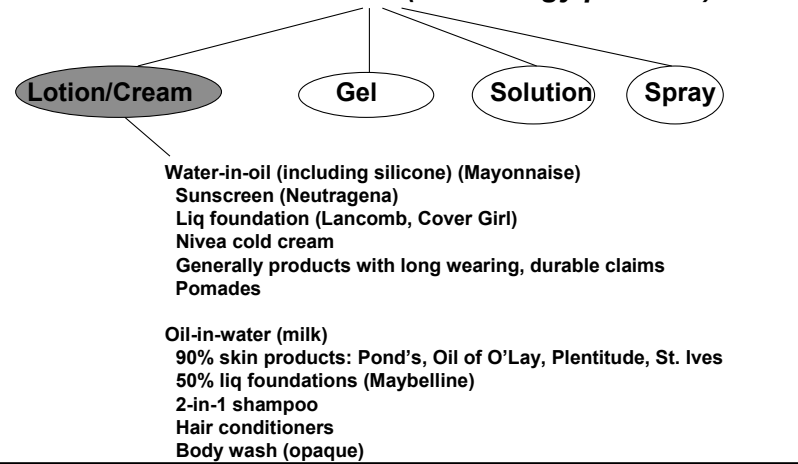 Lotion/Cream Gel Solution Spray
Water-in-oil (including silicone) (Mayonnaise)
Sunscreen (Neutragena)
Liq foundation (Lancomb, Cover Girl)
Nivea cold cream
Generally products with long wearing, durable claims
Pomades
Oil-in-water (milk)
90% skin products: Pond's, Oil of O'Lay, Plentitude, St. Ives
50% liq foundations (Maybelline)
2-in-1 shampoo
Hair conditioners
Body wash (opaque)